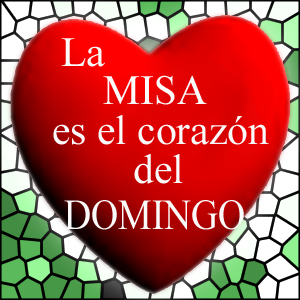 La
MISA
es el corazón
del
DOMINGO